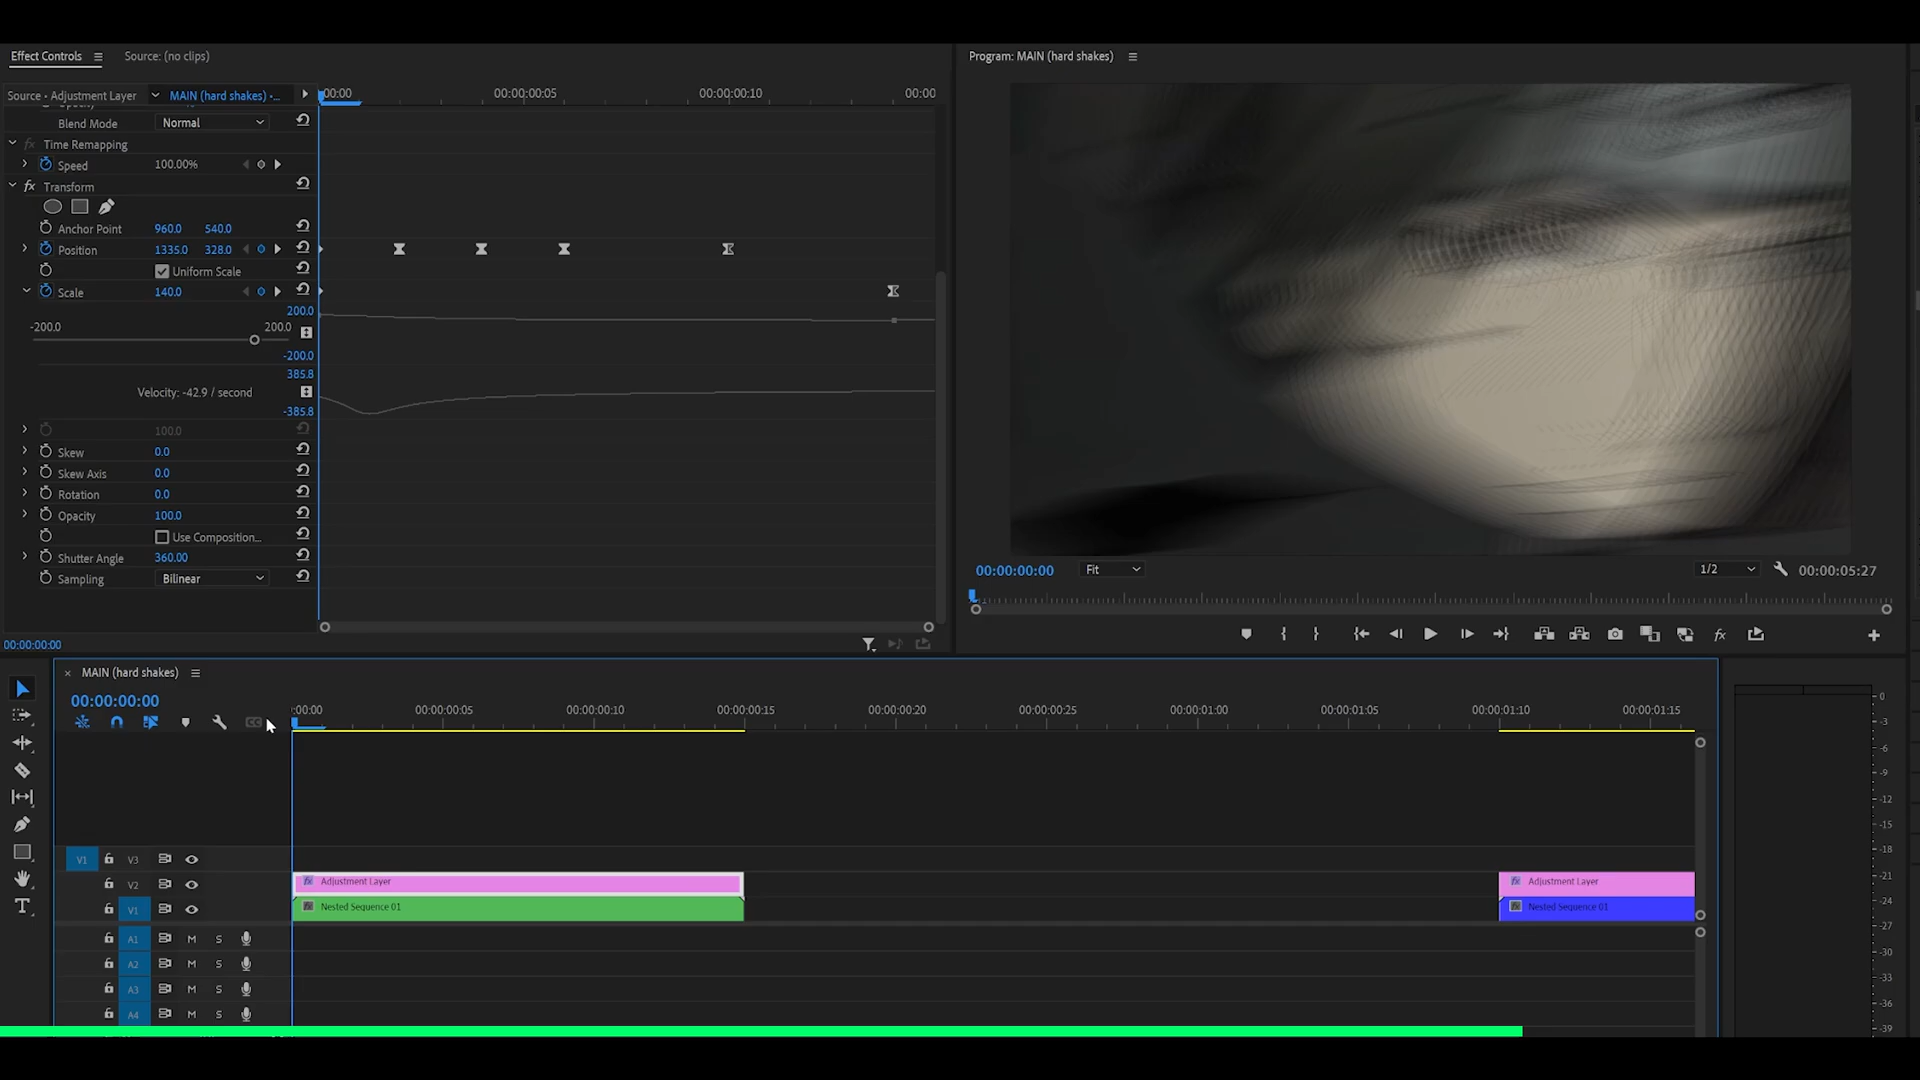 Effect Controls
Source: (no clips)
Program: MAIN (hard shakes)
Source • Adjustment Layer
MAIN (hard shakes) •...
:00:00
00:00:00:05
00:00:00:10
00:00
Blend Mode
Normal
fx Time Remapping
Speed
100.00%
fx Transform
Anchor Point
960.0
540.0
Position
1335.0
328.0
Uniform Scale
Scale
140.0
200.0
-200.0
200.0
-200.0
385.8
Velocity: -42.9 / second
-385.8
100.0
Skew
0.0
Skew Axis
0.0
Rotation
0.0
Opacity
100.0
Use Composition...
Shutter Angle
360.00
Sampling
Bilinear
00:00:00:00
00:00:00:00
Fit
1/2
00:00:05:27
fx
× MAIN (hard shakes)
00:00:00:00
CC
:00:00
00:00:00:05
00:00:00:10
00:00:00:15
00:00:00:20
00:00:00:25
00:00:01:00
00:00:01:05
00:00:01:10
00:00:01:15
V1
V3
V2
fx Adjustment Layer
fx Adjustment Layer
V1
fx Nested Sequence 01
fx Nested Sequence 01
A1 M S
A2 M S
A3 M S
A4 M S
T
0
-3
-6
-9
-12
-15
-18
-21
-24
-27
-30
-33
-36
-39